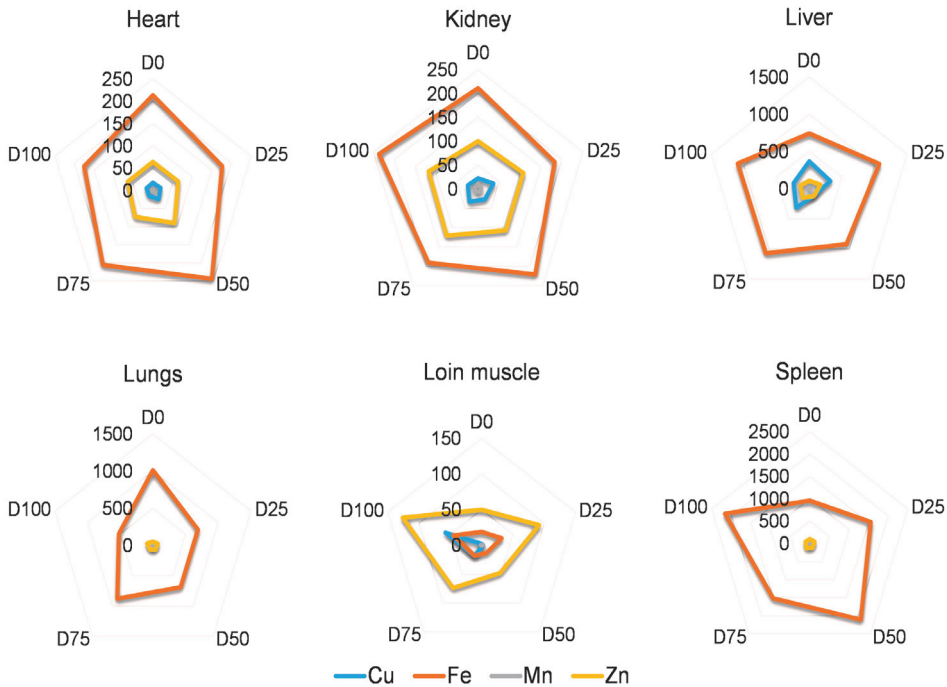 Heart
D0
250
200
150
100
50
0
D25
D50
D75
D100
Kidney
D0
250
200
150
100
50
0
D25
D50
D75
D100
Liver
D0
1500
1000
500
0
D25
D50
D75
D100
Lungs
D0
1500
1000
500
0
D25
D50
D75
D100
Loin muscle
D0
150
100
50
0
D25
D50
D75
D100
Spleen
D0
2500
2000
1500
1000
500
0
D25
D50
D75
D100
Cu Fe Mn Zn